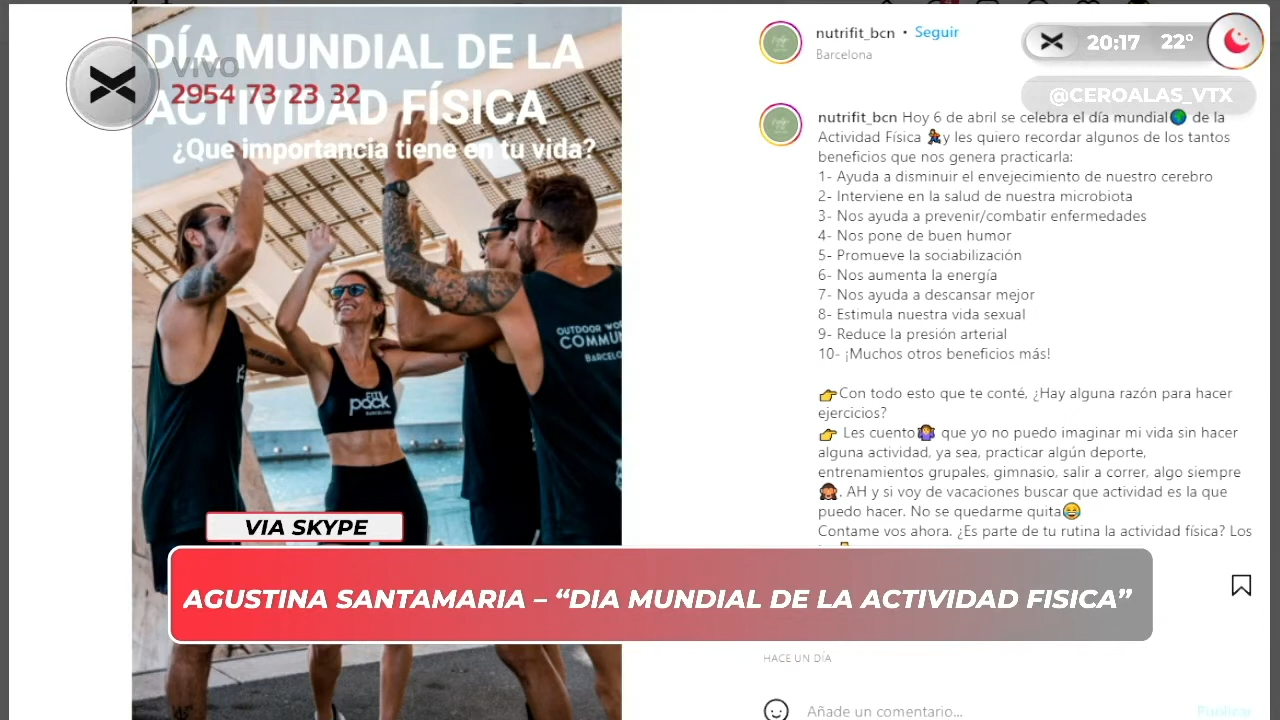 DÍA MUNDIAL DE LA
ACTIVIDAD FÍSICA
¿Que importancia tiene en tu vida?
VIVO
2954 73 23 32
OUTDOOR
COMMUN
BARCELO
FIT
pack
BARCELONA
nutrifit_bcn • Seguir
Barcelona
20:17 22°
@CEROALAS_VTX
nutrifit_bcn Hoy 6 de abril se celebra el día mundial🌍 de la
Actividad Física 🏃y les quiero recordar algunos de los tantos
beneficios que nos genera practicarla:
1- Ayuda a disminuir el envejecimiento de nuestro cerebro
2- Interviene en la salud de nuestra microbiota
3- Nos ayuda a prevenir/combatir enfermedades
4- Nos pone de buen humor
5- Promueve la sociabilización
6- Nos aumenta la energía
7- Nos ayuda a descansar mejor
8- Estimula nuestra vida sexual
9- Reduce la presión arterial
10- ¡Muchos otros beneficios más!
👉Con todo esto que te conté, ¿Hay alguna razón para hacer
ejercicios?
👉 Les cuento🤷‍♀️ que yo no puedo imaginar mi vida sin hacer
alguna actividad, ya sea, practicar algún deporte,
entrenamientos grupales, gimnasio, salir a correr, algo siempre
🙊. AH y si voy de vacaciones buscar que actividad es la que
puedo hacer. No se quedarme quita😂
Contame vos ahora. ¿Es parte de tu rutina la actividad física? Los
VIA SKYPE
AGUSTINA SANTAMARIA – “DIA MUNDIAL DE LA ACTIVIDAD FISICA”
HACE UN DÍA
Añade un comentario...
Publicar